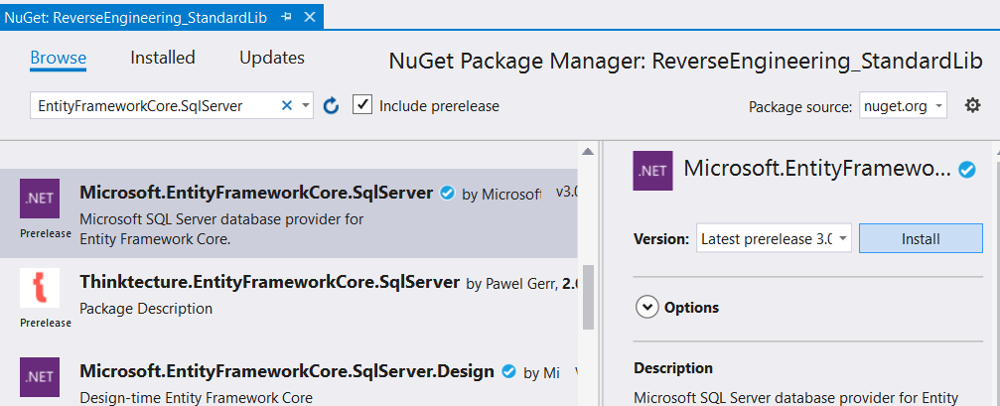 NuGet: ReverseEngineering_StandardLib
Browse Installed Updates
NuGet Package Manager: ReverseEngineering_StandardLib
EntityFrameworkCore.SqlServer
Include prerelease
Package source: nuget.org
.NET
Prerelease
Microsoft.EntityFrameworkCore.SqlServer by Microsoft v3.0
Microsoft SQL Server database provider for
Entity Framework Core.
t
Prerelease
Thinktecture.EntityFrameworkCore.SqlServer by Pawel Gerr, 2.0
Package Description
.NET
Microsoft.EntityFrameworkCore.SqlServer.Design by Mi
Design-time Entity Framework Core
.NET
Microsoft.EntityFramewo...
Version: Latest prerelease 3.0 Install
Options
Description
Microsoft SQL Server database provider for Entity